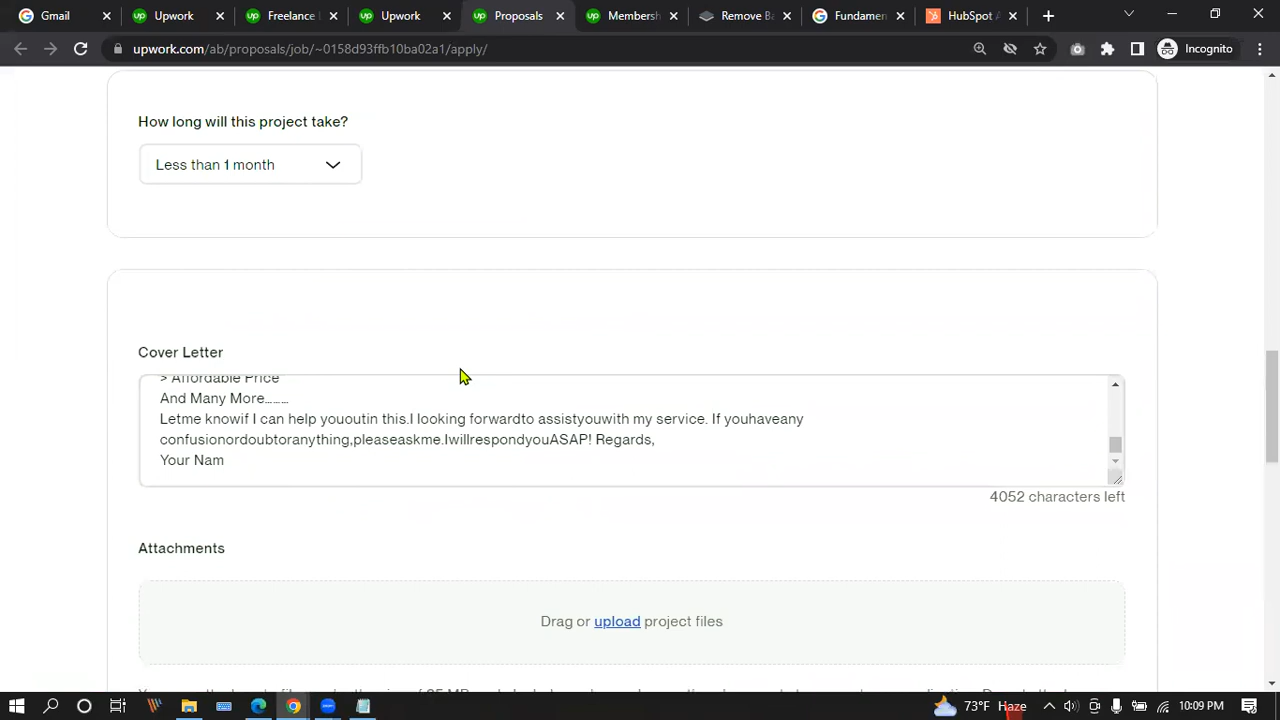 Gmail
Upwork
Freelance
Upwork
Proposals
Membersh
Remove Ba
Fundamen
HubSpot A
upwork.com/ab/proposals/job/~0158d93ffb10ba02a1/apply/
Incognito
How long will this project take?
Less than 1 month
Cover Letter
> Affordable Price
And Many More………
Letme knowif I can help yououtin this.I looking forwardto assistyouwith my service. If youhaveany
confusionordoubtoranything,pleaseaskme.IwillrespondyouASAP! Regards,
Your Nam
4052 characters left
Attachments
Drag or upload project files
73°F Haze
10:09 PM